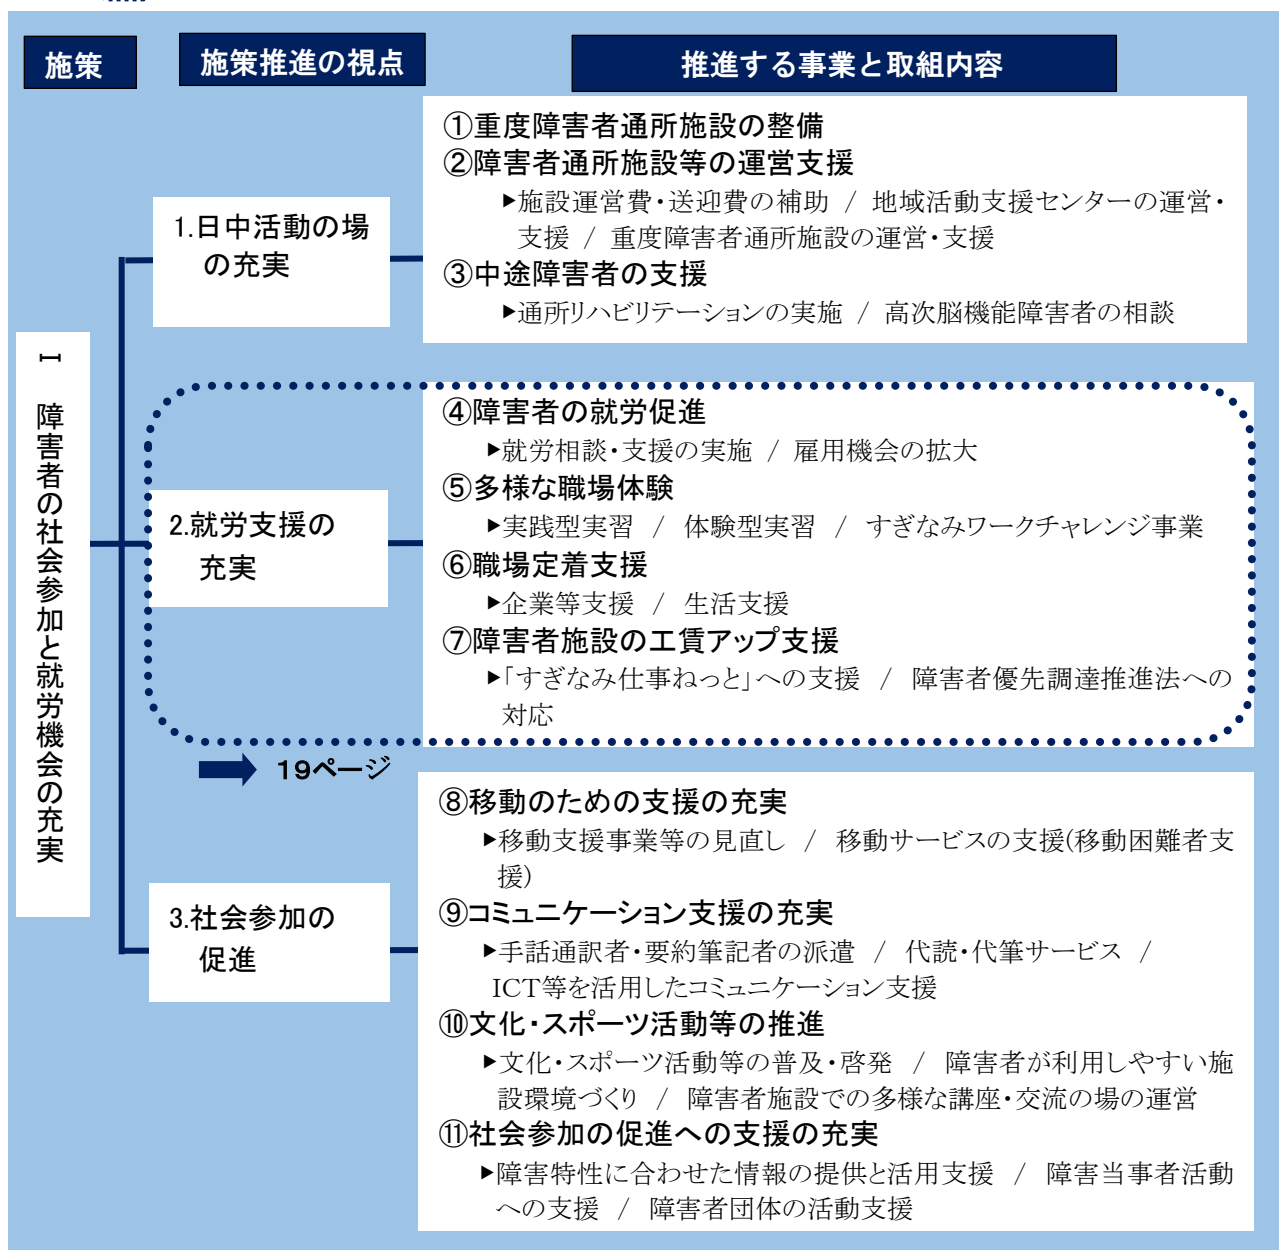 施策
施策推進の視点
推進する事業と取組内容
Ⅰ 障害者の社会参加と就労機会の充実
1.日中活動の場
の充実
①重度障害者通所施設の整備
②障害者通所施設等の運営支援
▶施設運営費・送迎費の補助 / 地域活動支援センターの運営・
支援 / 重度障害者通所施設の運営・支援
③中途障害者の支援
▶通所リハビリテーションの実施 / 高次脳機能障害者の相談
2.就労支援の
充実
④障害者の就労促進
▶就労相談・支援の実施 / 雇用機会の拡大
⑤多様な職場体験
▶実践型実習 / 体験型実習 / すぎなみワークチャレンジ事業
⑥職場定着支援
▶企業等支援 / 生活支援
⑦障害者施設の工賃アップ支援
▶「すぎなみ仕事ねっと」への支援 / 障害者優先調達推進法への
対応
19ページ
3.社会参加の
促進
⑧移動のための支援の充実
▶移動支援事業等の見直し / 移動サービスの支援(移動困難者支
援)
⑨コミュニケーション支援の充実
▶手話通訳者・要約筆記者の派遣 / 代読・代筆サービス /
ICT等を活用したコミュニケーション支援
⑩文化・スポーツ活動等の推進
▶文化・スポーツ活動等の普及・啓発 / 障害者が利用しやすい施
設環境づくり / 障害者施設での多様な講座・交流の場の運営
⑪社会参加の促進への支援の充実
▶障害特性に合わせた情報の提供と活用支援 / 障害当事者活動
への支援 / 障害者団体の活動支援